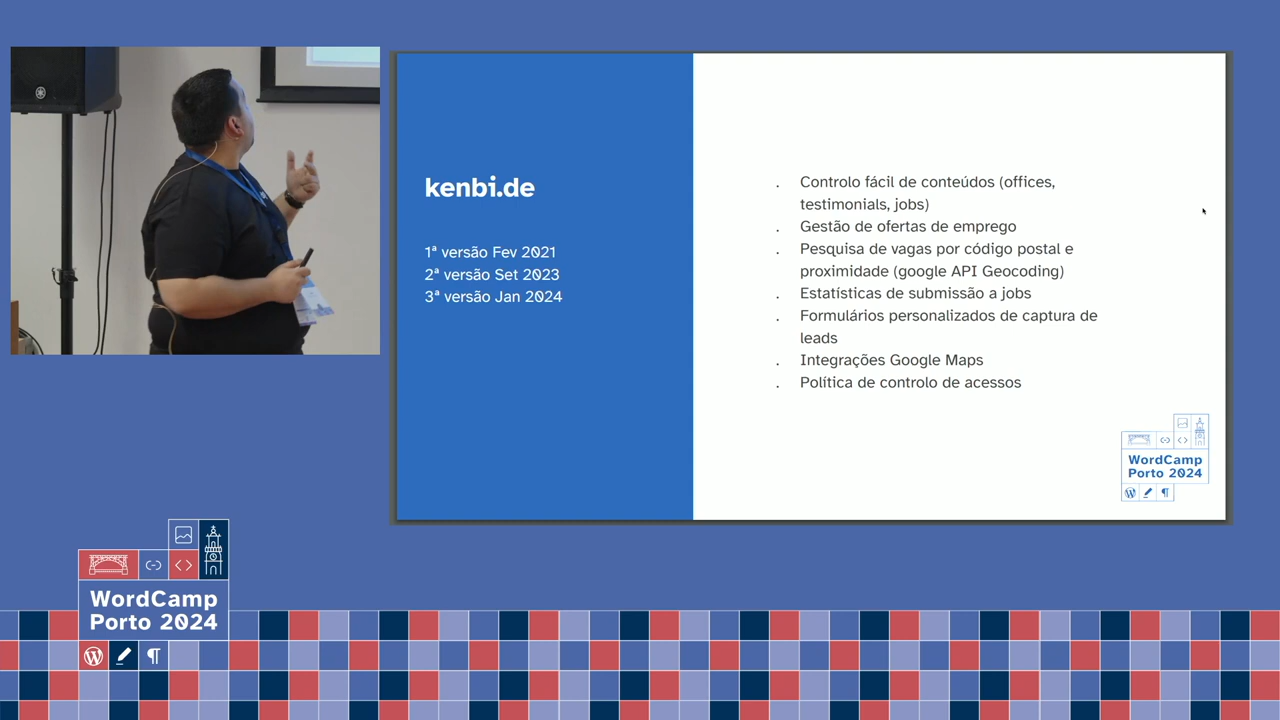 kenbi.de
1ª versão Fev 2021
2ª versão Set 2023
3ª versão Jan 2024
. Controlo fácil de conteúdos (offices,
testimonials, jobs)
. Gestão de ofertas de emprego
. Pesquisa de vagas por código postal e
proximidade (google API Geocoding)
. Estatísticas de submissão a jobs
. Formulários personalizados de captura de
leads
. Integrações Google Maps
. Política de controlo de acessos
WordCamp
Porto 2024
WordCamp
Porto 2024